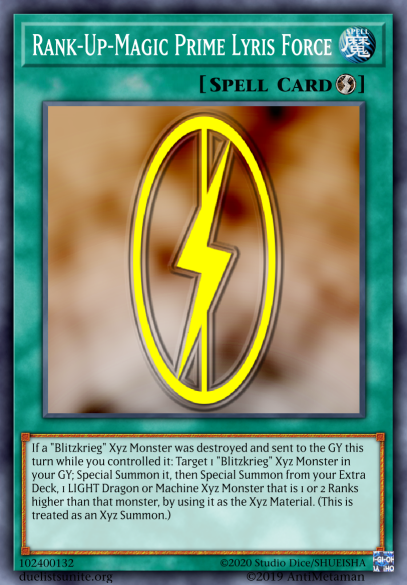 Rank-Up-Magic Prime Lyris Force
SPELL
魔
[Spell Card]
If a "Blitzkrieg" Xyz Monster was destroyed and sent to the GY this
turn while you controlled it: Target 1 "Blitzkrieg" Xyz Monster in
your GY; Special Summon it, then Special Summon from your Extra
Deck, 1 LIGHT Dragon or Machine Xyz Monster that is 1 or 2 Ranks
higher than that monster, by using it as the Xyz Material. (This is
treated as an Xyz Summon.)
102400132
©2020 Studio Dice/SHUEISHA
duelistsunite.org
©2019 AntiMetaman